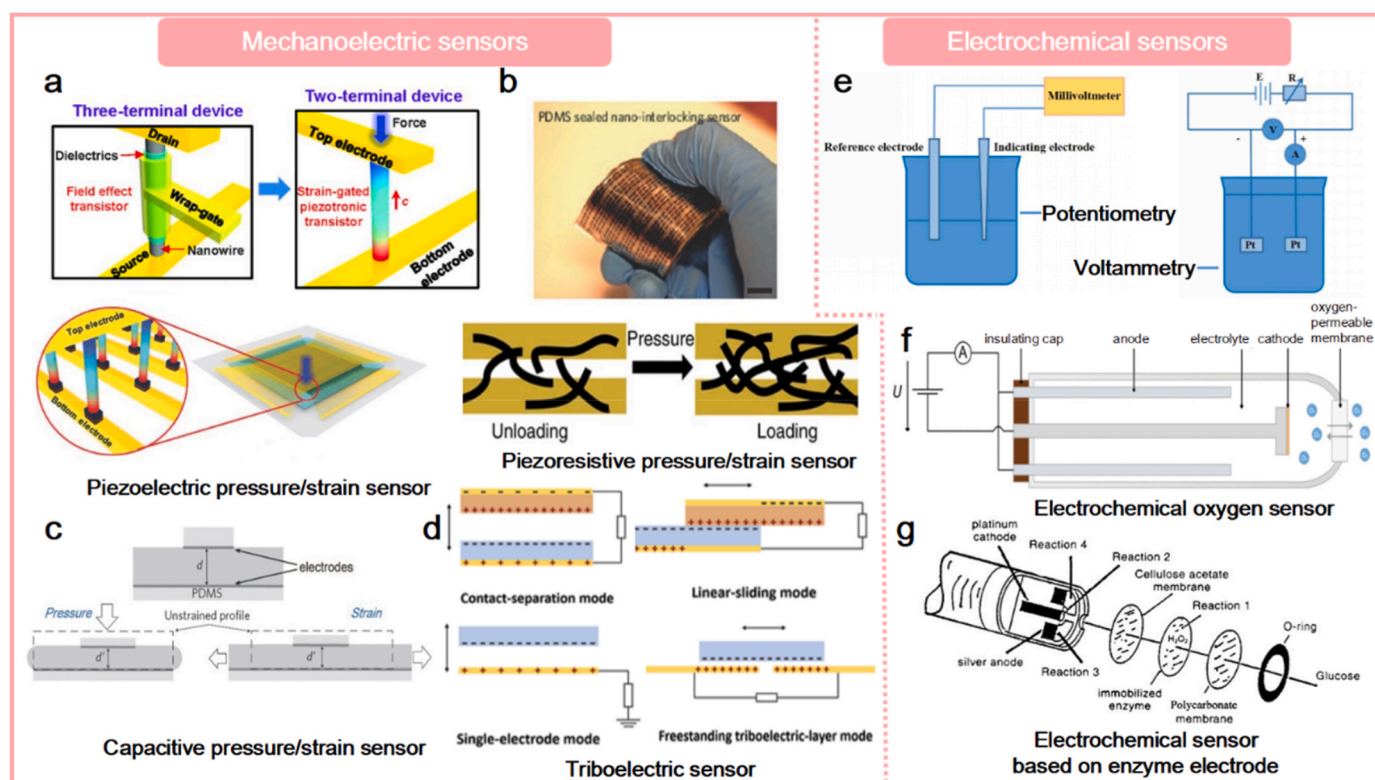 Mechanoelectric sensors
Electrochemical sensors
a
Three-terminal device
Two-terminal device
Drain
Dielectrics
Field effect
transistor
Wrap-gate
Source
Nanowire
Force
Top electrode
Strain-gated
piezotronic
transistor
c
Bottom
electrode
Top electrode
Bottom electrode
Piezoelectric pressure/strain sensor
b
PDMS sealed nano-interlocking sensor
Pressure
Unloading
Loading
Piezoresistive pressure/strain sensor
c
d
electrodes
PDMS
Pressure
Unstrained profile
Strain
d'
d'
Capacitive pressure/strain sensor
d
Contact-separation mode
Linear-sliding mode
Single-electrode mode
Freestanding triboelectric-layer mode
Triboelectric sensor
e
Millivoltmeter
Reference electrode
Indicating electrode
Potentiometry
E
R
V
- +
A
Pt
Pt
Voltammetry
f
A
U
insulating cap
anode
electrolyte
cathode
oxygen-
permeable
membrane
O₂
O₂
O₂
O₂
O₂
O₂
Electrochemical oxygen sensor
g
platinum
cathode
Reaction 4
Reaction 2
Cellulose acetate
membrane
Reaction 1
H₂O₂
O-ring
silver anode
Reaction 3
immobilized
enzyme
Polycarbonate
membrane
Glucose
Electrochemical sensor
based on enzyme electrode